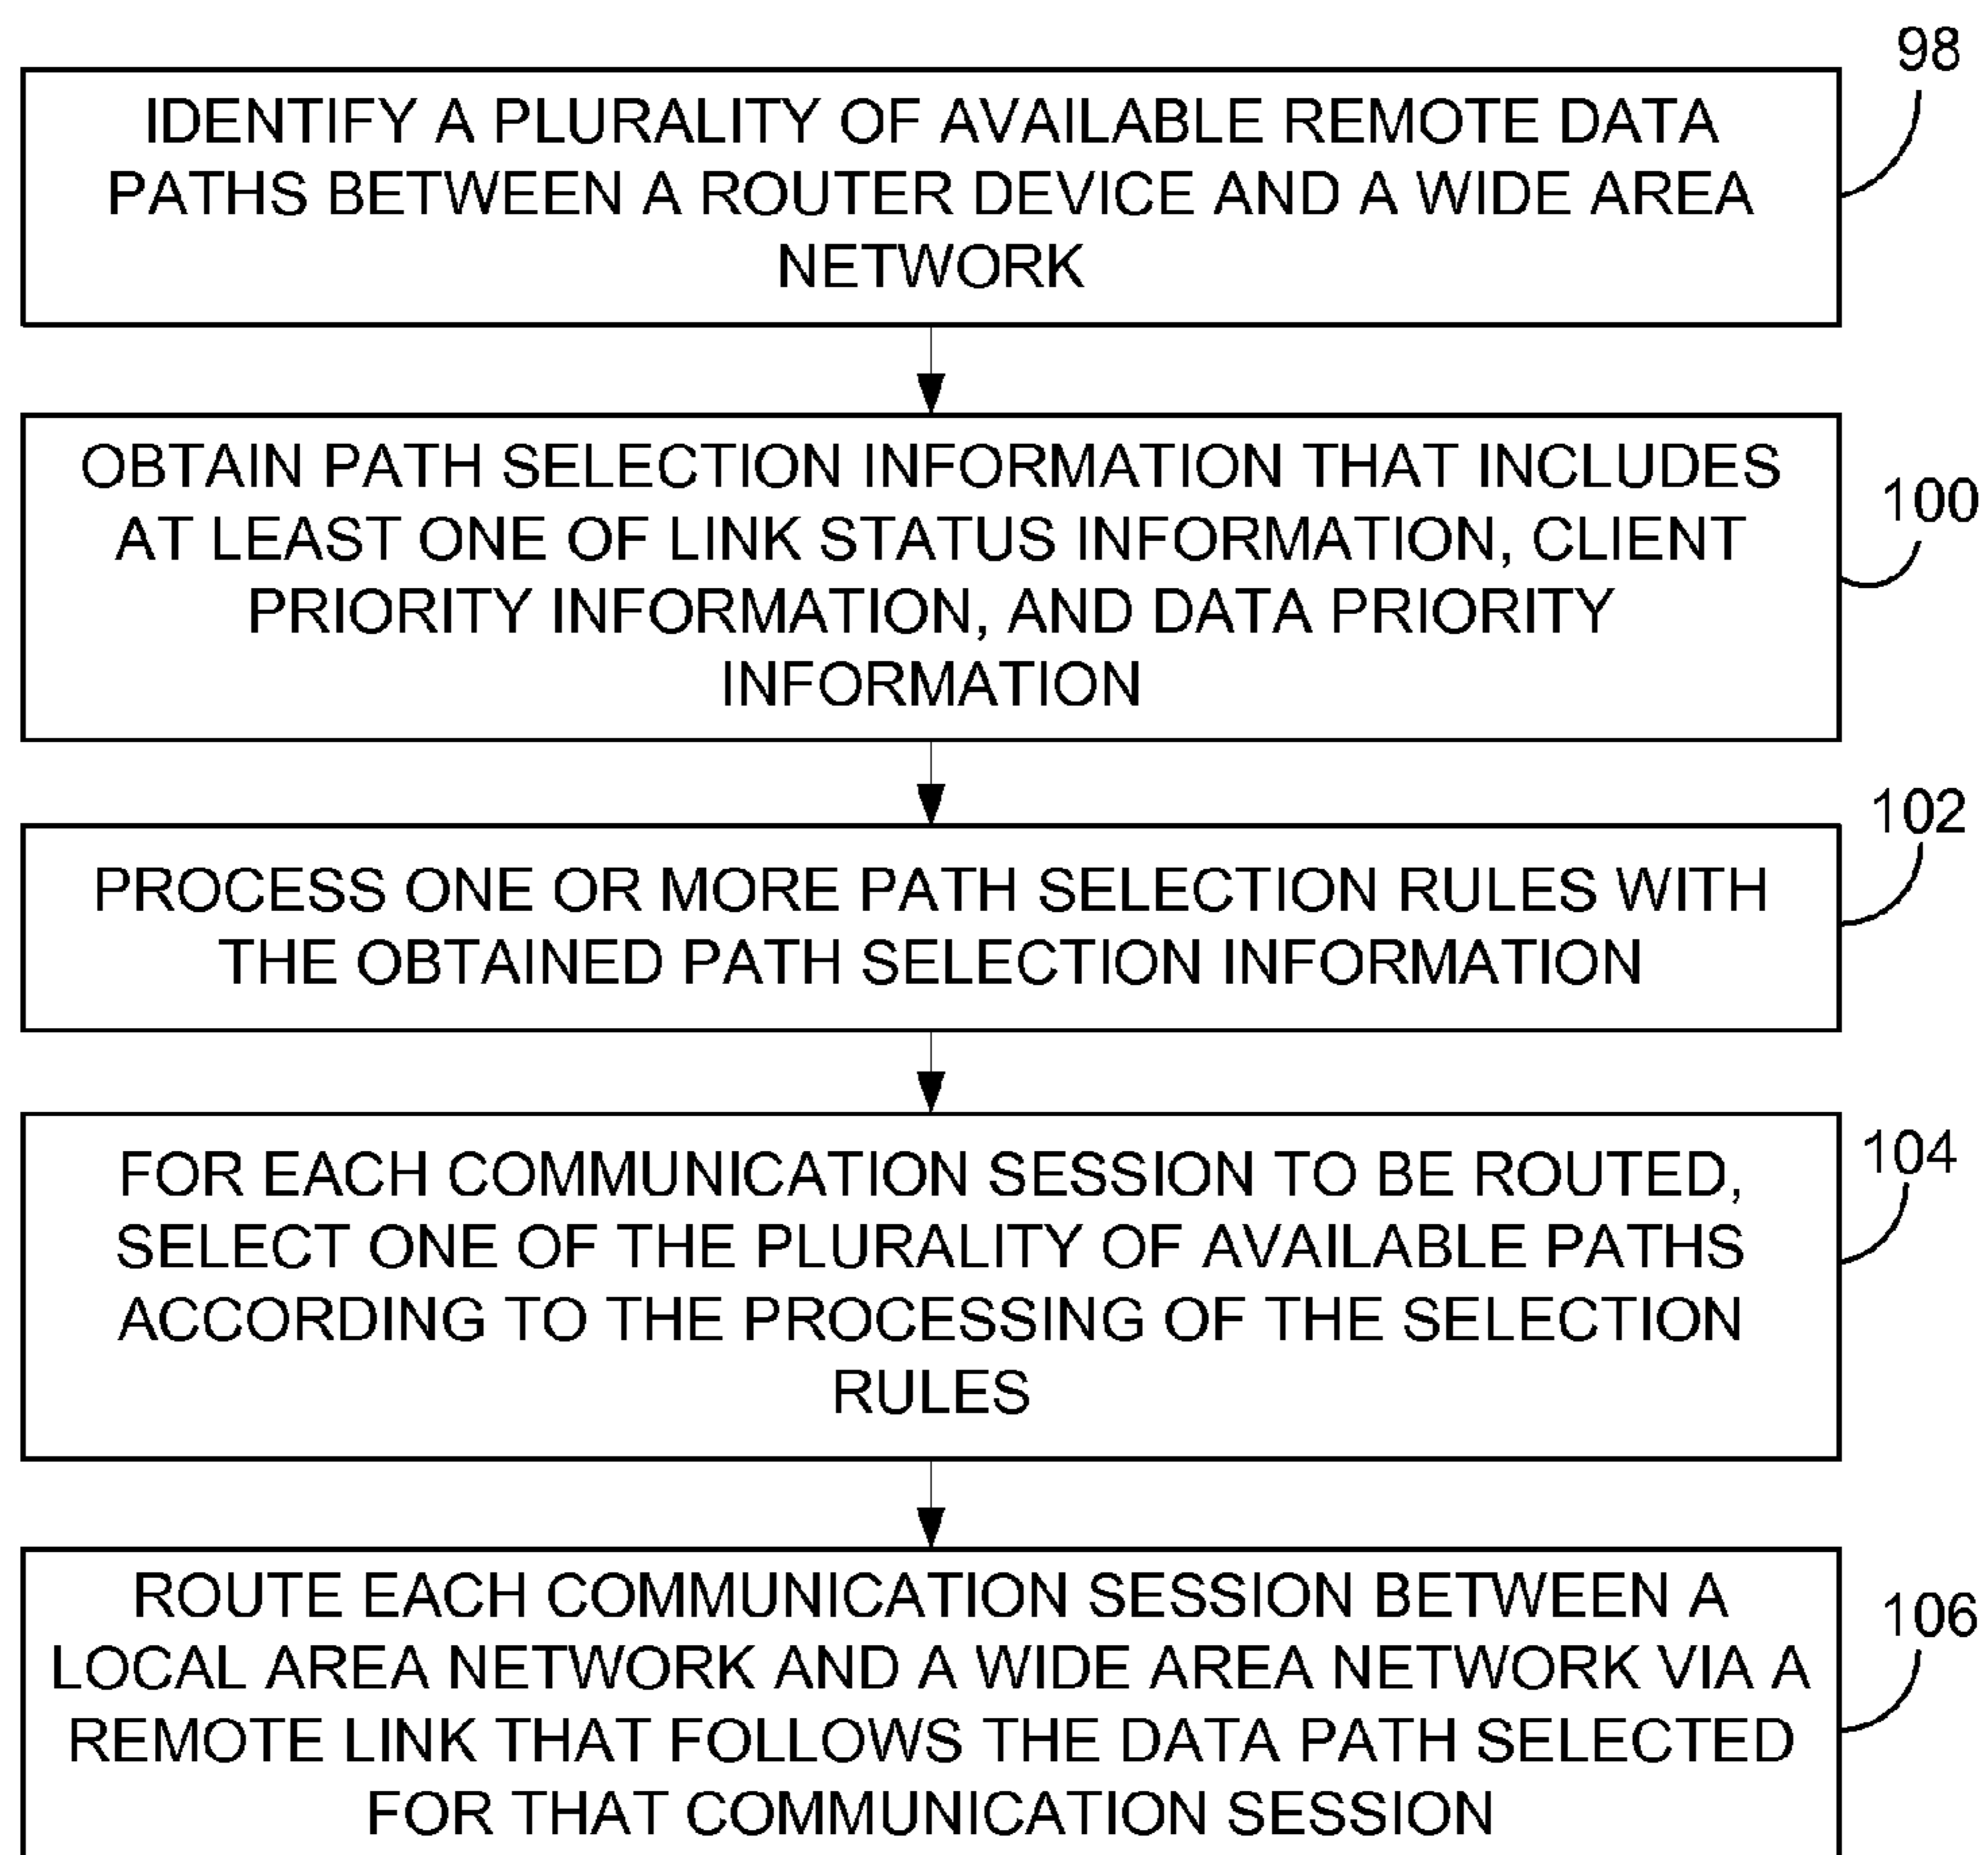 98
IDENTIFY A PLURALITY OF AVAILABLE REMOTE DATA
PATHS BETWEEN A ROUTER DEVICE AND A WIDE AREA
NETWORK
OBTAIN PATH SELECTION INFORMATION THAT INCLUDES
AT LEAST ONE OF LINK STATUS INFORMATION, CLIENT
PRIORITY INFORMATION, AND DATA PRIORITY
INFORMATION
100
PROCESS ONE OR MORE PATH SELECTION RULES WITH
THE OBTAINED PATH SELECTION INFORMATION
102
FOR EACH COMMUNICATION SESSION TO BE ROUTED,
SELECT ONE OF THE PLURALITY OF AVAILABLE PATHS
ACCORDING TO THE PROCESSING OF THE SELECTION
RULES
104
ROUTE EACH COMMUNICATION SESSION BETWEEN A
LOCAL AREA NETWORK AND A WIDE AREA NETWORK VIA A
REMOTE LINK THAT FOLLOWS THE DATA PATH SELECTED
FOR THAT COMMUNICATION SESSION
106